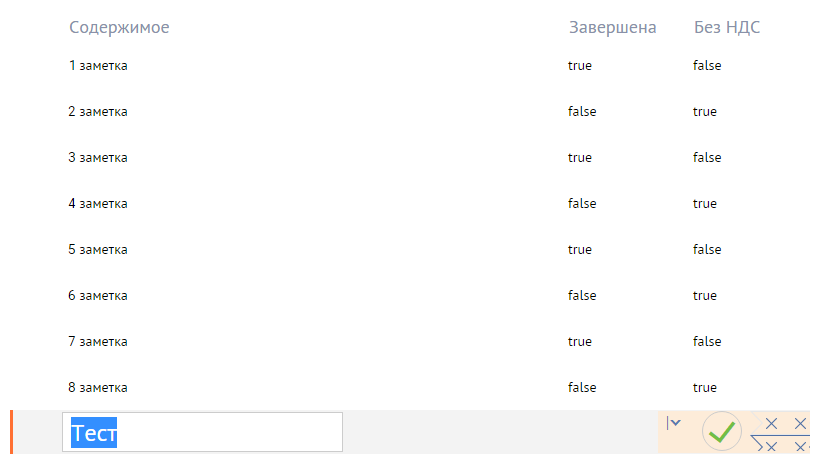 Содержимое Завершена Без НДС
1 заметка true false
2 заметка false true
3 заметка true false
4 заметка false true
5 заметка true false
6 заметка false true
7 заметка true false
8 заметка false true
Тест